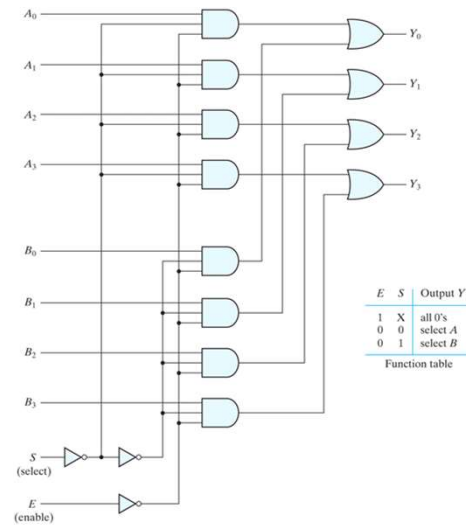 A₀
Y₀
A₁
Y₁
A₂
Y₂
A₃
Y₃
B₀
B₁
B₂
B₃
E S Output Y
1 X all 0's
0 0 select A
0 1 select B
Function table
S
(select)
E
(enable)